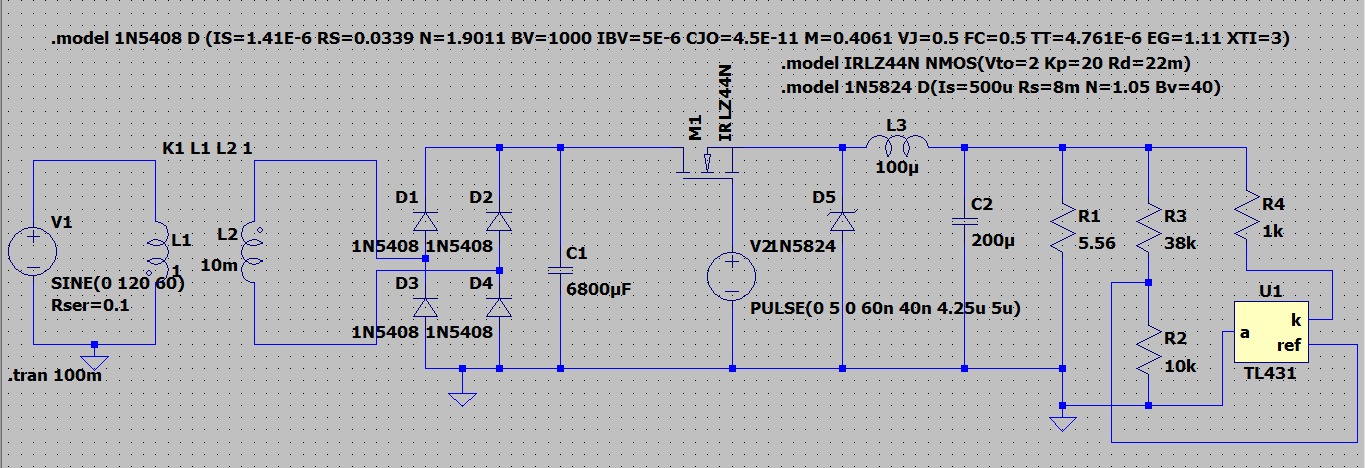 .model 1N5408 D (IS=1.41E-6 RS=0.0339 N=1.9011 BV=1000 IBV=5E-6 CJO=4.5E-11 M=0.4061 VJ=0.5 FC=0.5 TT=4.761E-6 EG=1.11 XTI=3)
.model IRLZ44N NMOS(Vto=2 Kp=20 Rd=22m)
.model 1N5824 D(Is=500u Rs=8m N=1.05 Bv=40)
K1 L1 L2 1
V1
SINE(0 120 60)
Rser=0.1
L1
1
L2
10m
.tran 100m
D1
1N5408
D2
1N5408
D3
1N5408
D4
1N5408
C1
6800µF
M1
IRLZ44N
V2
PULSE(0 5 0 60n 40n 4.25u 5u)
D5
1N5824
L3
100µ
C2
200µ
R1
5.56
R3
38k
R2
10k
R4
1k
U1
k
a
ref
TL431